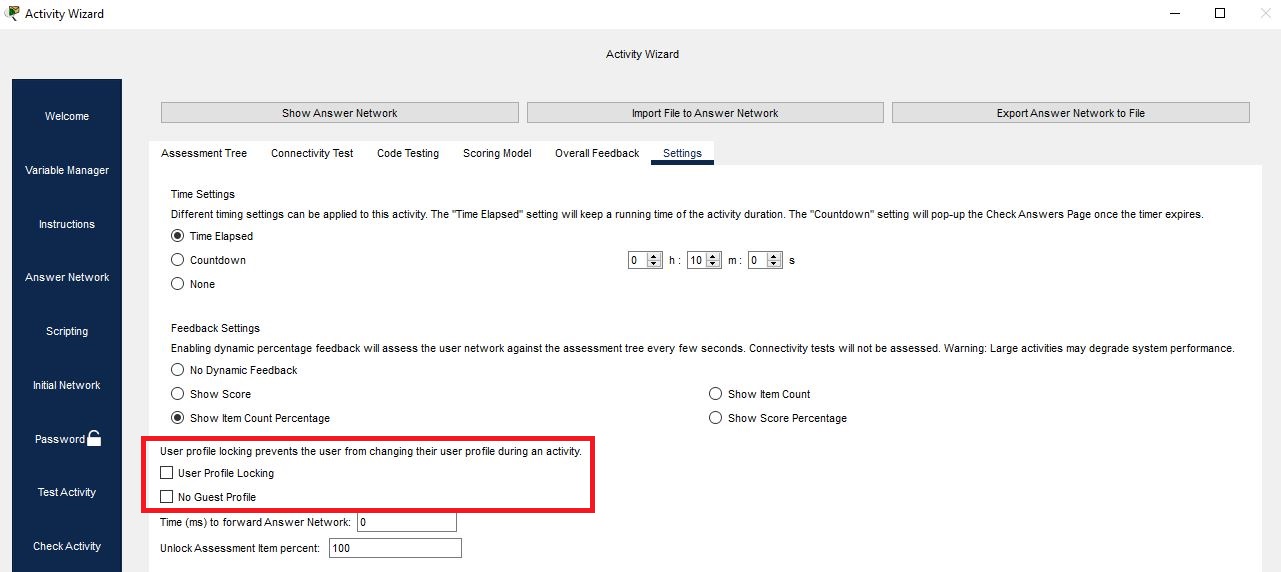 Activity Wizard
Activity Wizard
Welcome
Variable Manager
Instructions
Answer Network
Scripting
Initial Network
Password
Test Activity
Check Activity
Show Answer Network Import File to Answer Network Export Answer Network to File
Assessment Tree Connectivity Test Code Testing Scoring Model Overall Feedback Settings
Time Settings
Different timing settings can be applied to this activity. The "Time Elapsed" setting will keep a running time of the activity duration. The "Countdown" setting will pop-up the Check Answers Page once the timer expires.
Time Elapsed
Countdown 0 h : 10 m : 0 s
None
Feedback Settings
Enabling dynamic percentage feedback will assess the user network against the assessment tree every few seconds. Connectivity tests will not be assessed. Warning: Large activities may degrade system performance.
No Dynamic Feedback
Show Score Show Item Count
Show Item Count Percentage Show Score Percentage
User profile locking prevents the user from changing their user profile during an activity.
User Profile Locking
No Guest Profile
Time (ms) to forward Answer Network: 0
Unlock Assessment Item percent: 100